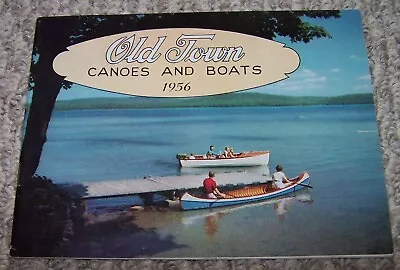 Old Town
CANOES AND BOATS
1956